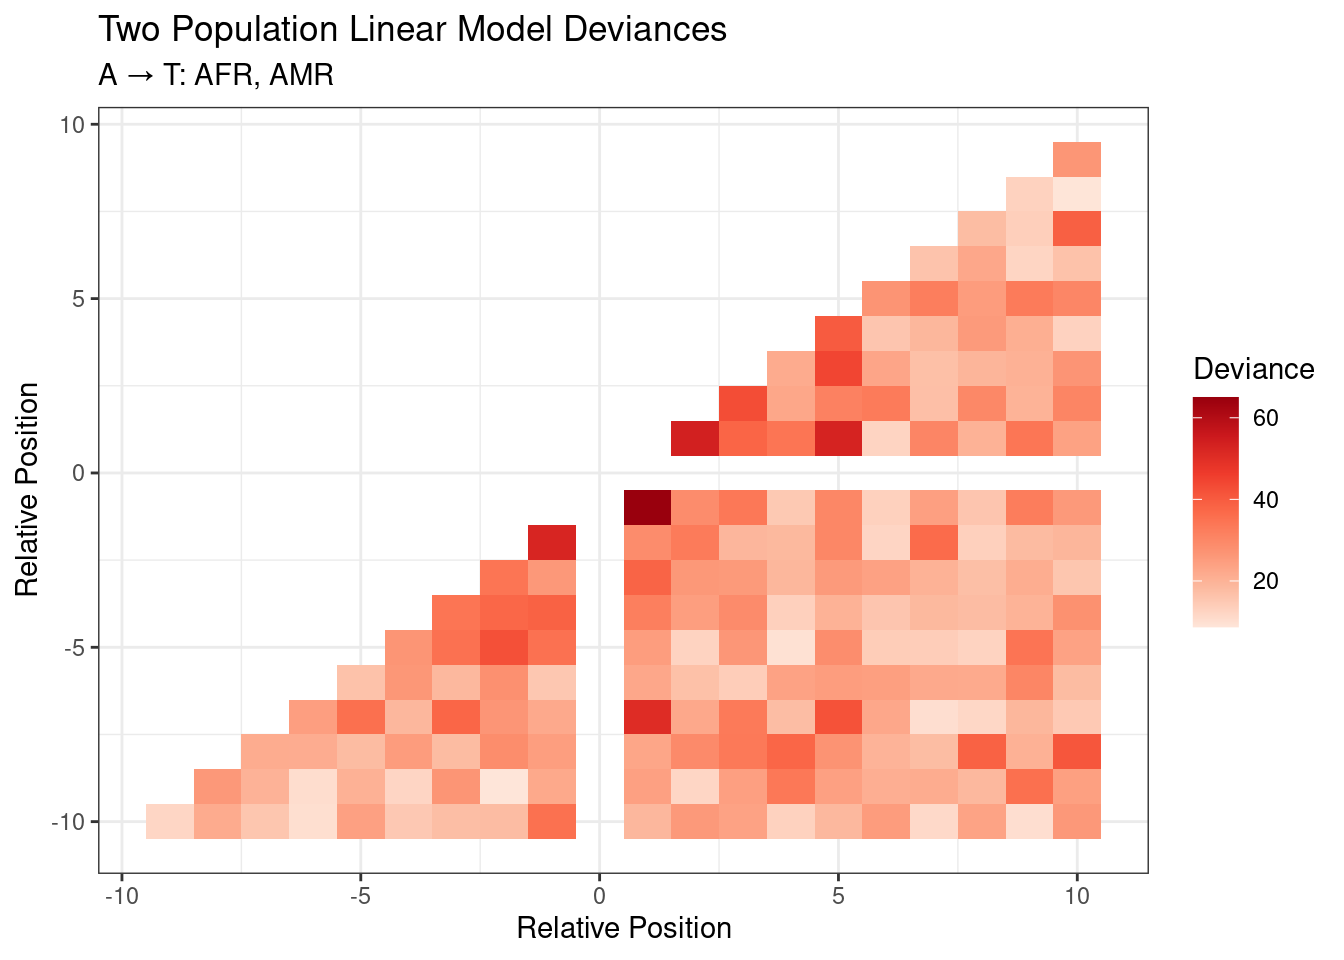 Two Population Linear Model Deviances
A → T: AFR, AMR
10
5
0
-5
-10
Relative Position
-10
-5
0
5
10
Relative Position
Deviance
60
40
20